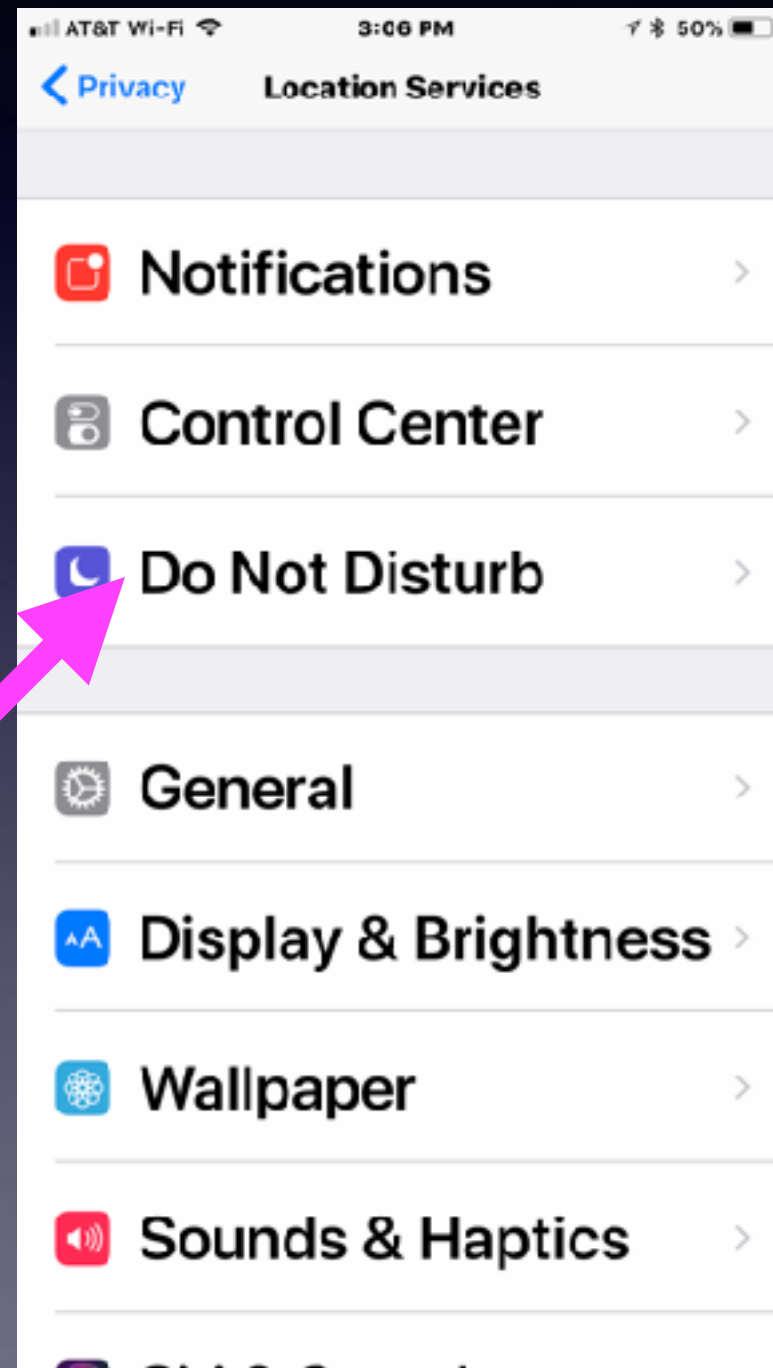 AT&T Wi-Fi 3:06 PM 50%
Privacy Location Services
Notifications
Control Center
Do Not Disturb
General
Display & Brightness
Wallpaper
Sounds & Haptics